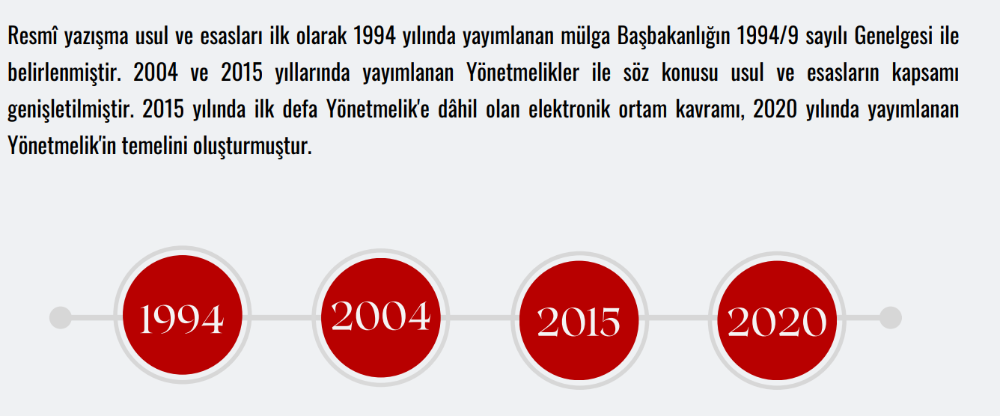 Resmî yazışma usul ve esasları ilk olarak 1994 yılında yayımlanan mülga Başbakanlığın 1994/9 sayılı Genelgesi ile
belirlenmiştir. 2004 ve 2015 yıllarında yayımlanan Yönetmelikler ile söz konusu usul ve esasların kapsamı
genişletilmiştir. 2015 yılında ilk defa Yönetmelik'e dâhil olan elektronik ortam kavramı, 2020 yılında yayımlanan
Yönetmelik'in temelini oluşturmuştur.
1994
2004
2015
2020